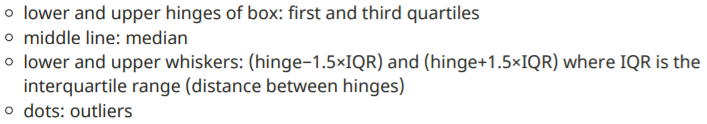 ○ lower and upper hinges of box: first and third quartiles
○ middle line: median
○ lower and upper whiskers: (hinge−1.5×IQR) and (hinge+1.5×IQR) where IQR is the
interquartile range (distance between hinges)
○ dots: outliers